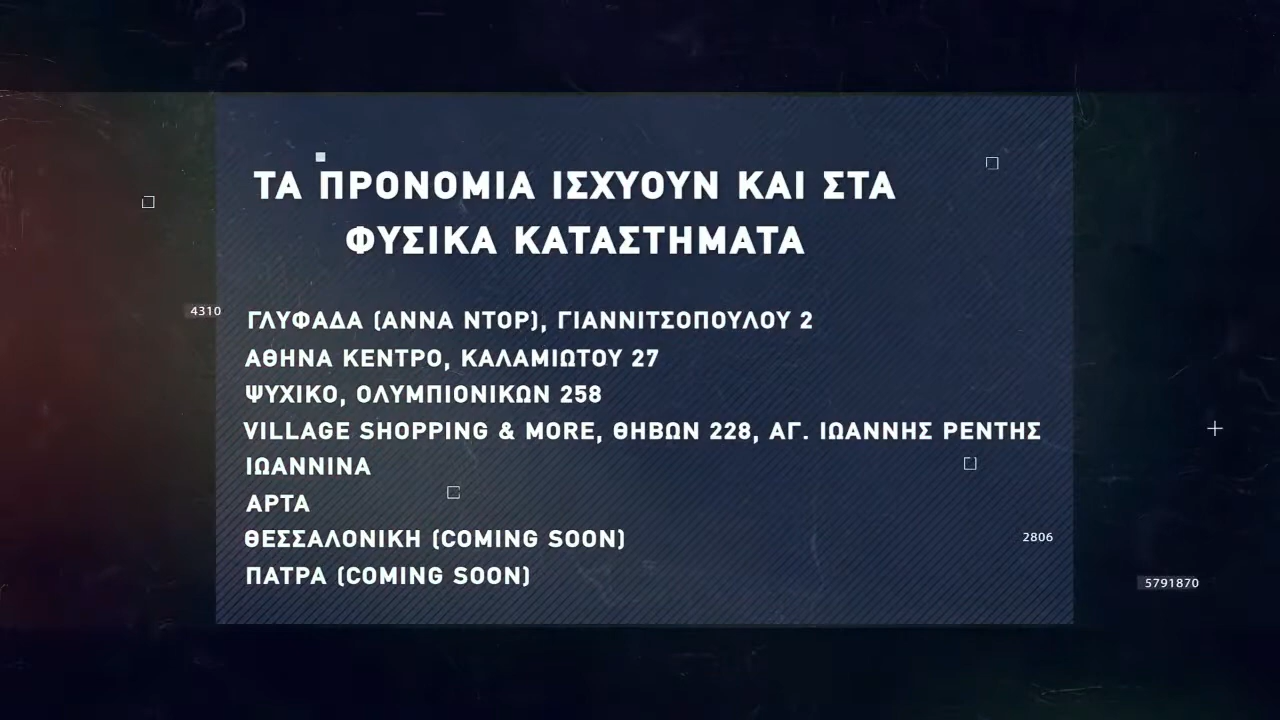 ΤΑ ΠΡΟΝΟΜΙΑ ΙΣΧΥΟΥΝ ΚΑΙ ΣΤΑ
ΦΥΣΙΚΑ ΚΑΤΑΣΤΗΜΑΤΑ
4310
ΓΛΥΦΑΔΑ (ΑΝΝΑ ΝΤΟΡ), ΓΙΑΝΝΙΤΣΟΠΟΥΛΟΥ 2
ΑΘΗΝΑ ΚΕΝΤΡΟ, ΚΑΛΑΜΙΩΤΟΥ 27
ΨΥΧΙΚΟ, ΟΛΥΜΠΙΟΝΙΚΩΝ 258
VILLAGE SHOPPING & MORE, ΘΗΒΩΝ 228, ΑΓ. ΙΩΑΝΝΗΣ ΡΕΝΤΗΣ
ΙΩΑΝΝΙΝΑ
ΑΡΤΑ
ΘΕΣΣΑΛΟΝΙΚΗ (COMING SOON)
2806
ΠΑΤΡΑ (COMING SOON)
5791870